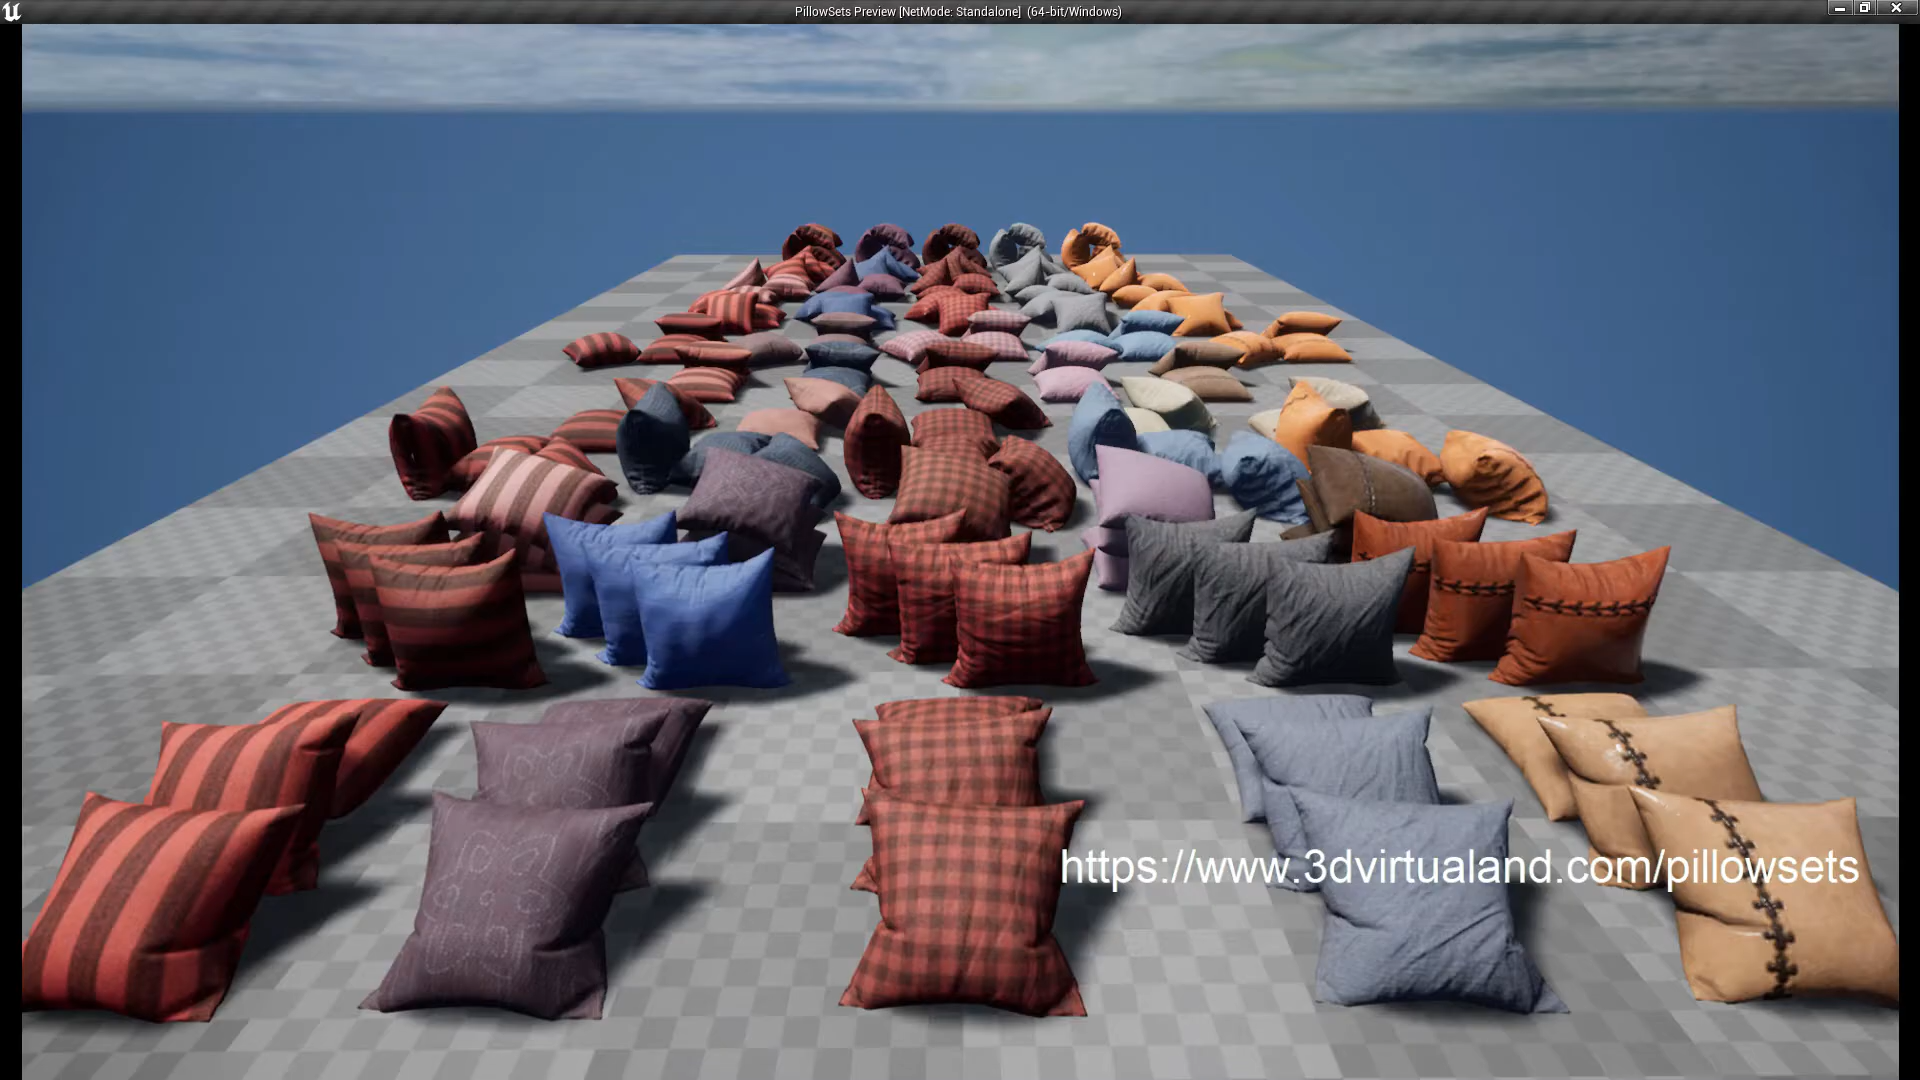 PillowSets Preview [NetMode: Standalone] (64-bit/Windows)
https://www.3dvirtualand.com/pillowsets